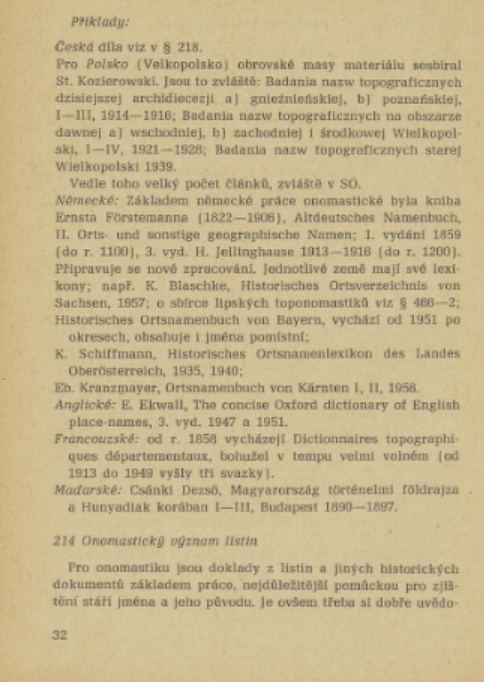 Příklady:
Česká díla viz v § 218.
Pro Polsko (Velkopolsko) obrovské masy materiálu sesbíral
St. Kozierowski. Jsou to zvláště: Badania nazw topograficznych
dzisiejszej archidiecezji a) gnieźnieńskiej, b) poznańskiej,
I—III, 1914—1916; Badania nazw topograficznych na obszarze
dawnej a) wschodniej, b) zachodniej i środkowej Wielkopol-
ski, I—IV, 1921—1928; Badania nazw topograficznych starej
Wielkopolski 1939.
Vedle toho velký počet článků, zvláště v SO.
Německé: Základem německé práce onomastické byla kniha
Ernsta Förstemanna (1822—1906), Altdeutsches Namenbuch,
II. Orts- und sonstige geographische Namen; 1. vydání 1859
(do r. 1100), 3. vyd. H. Jellinghause 1913—1916 (do r. 1200).
Připravuje se nové zpracování. Jednotlivé země mají své lexi-
kony; např. K. Blaschke, Historisches Ortsverzeichnis von
Sachsen, 1957; o sbírce lipských toponomastiků viz § 466—2;
Historisches Ortsnamenbuch von Bayern, vychází od 1951 po
okresech, obsahuje i jména pomístní;
K. Schiffmann, Historisches Ortsnamenlexikon des Landes
Oberösterreich, 1935, 1940;
Eb. Kranzmayer, Ortsnamenbuch von Kärnten I, II, 1956.
Anglické: E. Ekwall, The concise Oxford dictionary of English
place-names, 3. vyd. 1947 a 1951.
Francouzské: od r. 1858 vycházejí Dictionnaires topographi-
ques départementaux, bohužel v tempu velmi volném (od
1913 do 1949 vyšly tři svazky).
Maďarské: Csánki Dezsö, Magyarország történelmi földrajza
a Hunyadiak korában I—III, Budapest 1890—1897.
214 Onomastický význam listin
Pro onomastiku jsou doklady z listin a jiných historických
dokumentů základem práce, nejdůležitější pomůckou pro zjiš-
tění stáří jména a jeho původu. Je ovšem třeba si dobře uvědo-
32